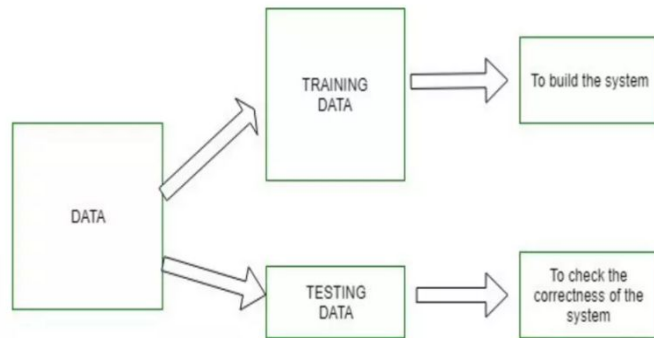 DATA
TRAINING
DATA
To build the system
TESTING
DATA
To check the
correctness of the
system